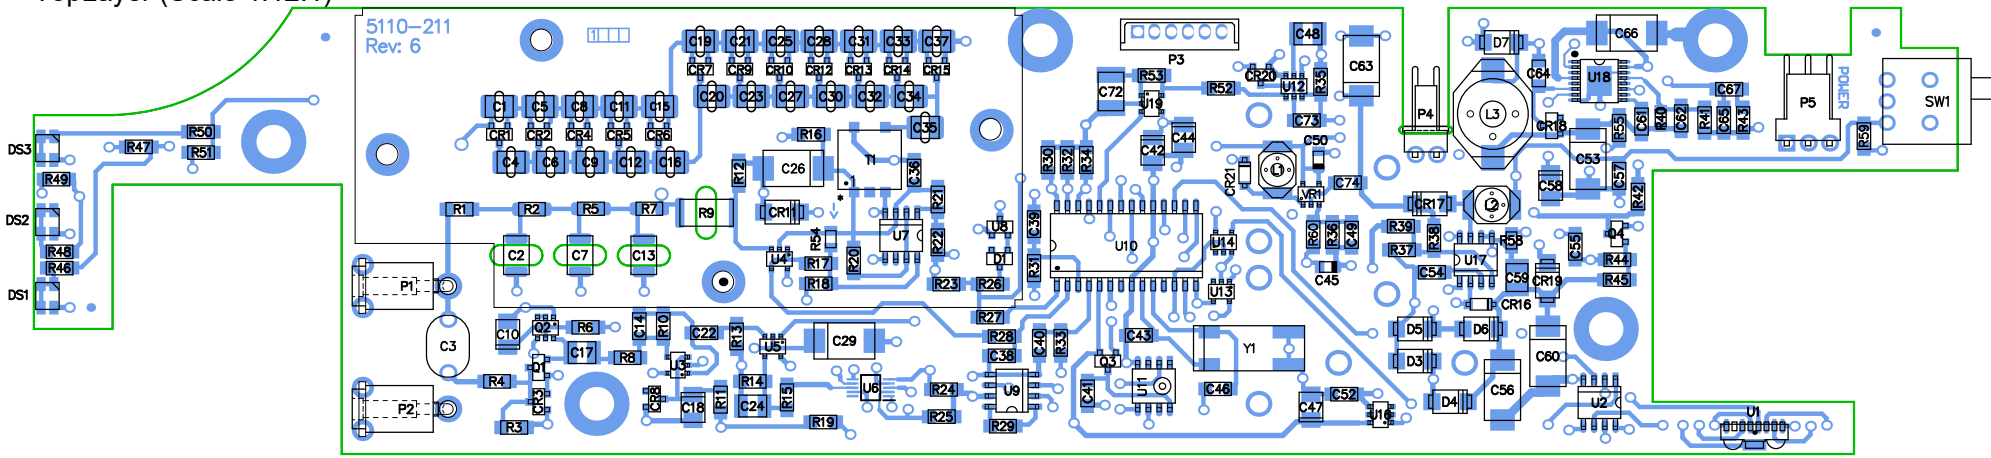 TopLayer (Scale 1.12:1)
5110-211
Rev: 6
1
C19 C21 C25 C28 C31 C33 C37
CR7 CR9 CR10 CR12 CR13 CR14 CR15
C20 C23 C27 C30 C32 C34
C1 C5 C8 C11 C15
CR1 CR2 CR4 CR5 CR6
C4 C6 C9 C12 C16
R16 C35 T1 C36
R12 C26 * R21
P3
R53 C72 U19 R52 CR20 U12 R35 C48 C63
C73 C50 C42 C44 R30 R32 R34
CR21 L1 VR1 C74
P4 D7 L3 C64 U18 C66
CR18 R55 C61 R40 C62 R41 C65 R43 C67
C53 C58 C57 R42
P5 POWER SW1 R59
DS3 R47 R50 R51
R49
DS2
R48
R46
DS1
R1 R2 R5 R7 R9 CR11
C2 C7 C13
R54 U4 R17 R18 R20 U7 R22
U8 D1 C39 R31 R23 R26 R27
U10 U14 U13
R60 R36 C49 C45
CR17 L2 R39 R37 R38 U17 R58 C54 C59 CR19 CR16
C55 Q4 R44 R45
P1 C3 P2
C10 Q2 R6 C17 R8 Q1 R4 CR3 R3
C14 R10 C22 R13 U3 U5 CR8 C18 R11 R14 C24 R15 R19
C29 U6 R24 R25
R28 C38 U9 R29 C40 R33
C43 Q3 C41 U11 C46 Y1
C47 C52 U16
D5 D6 D3 D4 C56 C60 U2
U1